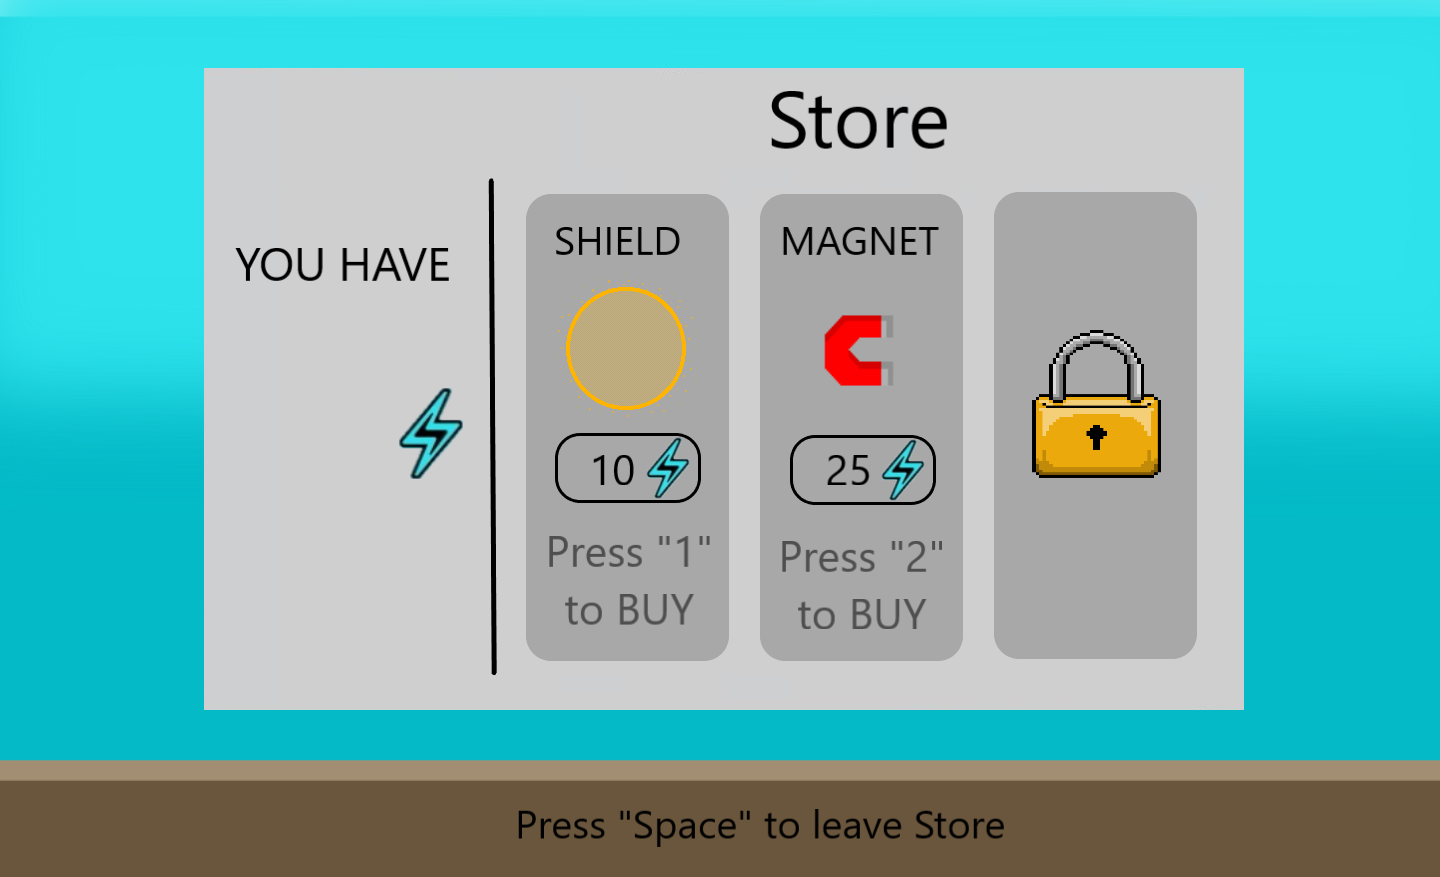 Store
YOU HAVE
SHIELD
10
Press "1"
to BUY
MAGNET
25
Press "2"
to BUY
Press "Space" to leave Store